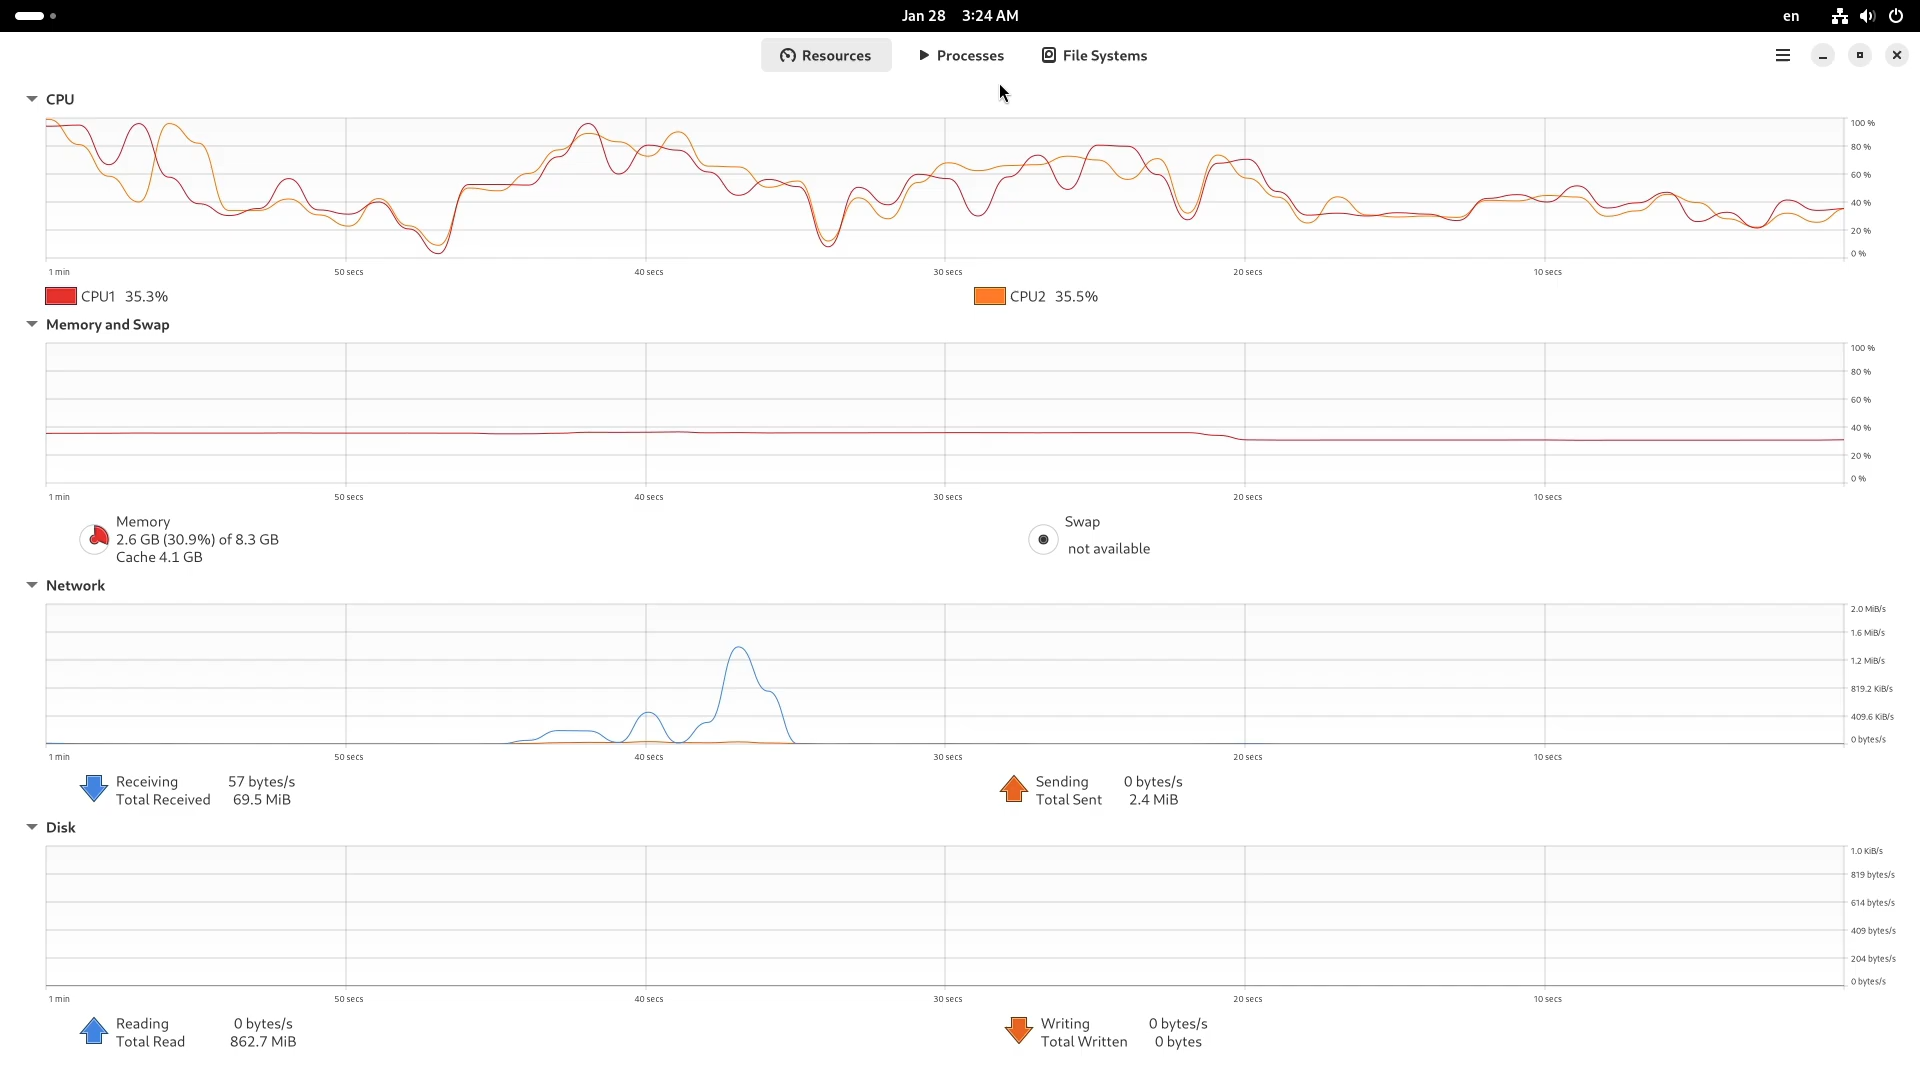 Jan 28 3:24 AM
en
Resources
Processes
File Systems
CPU
100 %
80 %
60 %
40 %
20 %
0 %
1 min 50 secs 40 secs 30 secs 20 secs 10 secs
CPU1 35.3%
CPU2 35.5%
Memory and Swap
100 %
80 %
60 %
40 %
20 %
0 %
1 min 50 secs 40 secs 30 secs 20 secs 10 secs
Memory
2.6 GB (30.9%) of 8.3 GB
Cache 4.1 GB
Swap
not available
Network
2.0 MiB/s
1.6 MiB/s
1.2 MiB/s
819.2 KiB/s
409.6 KiB/s
0 bytes/s
1 min 50 secs 40 secs 30 secs 20 secs 10 secs
Receiving 57 bytes/s
Total Received 69.5 MiB
Sending 0 bytes/s
Total Sent 2.4 MiB
Disk
1.0 KiB/s
819 bytes/s
614 bytes/s
409 bytes/s
204 bytes/s
0 bytes/s
1 min 50 secs 40 secs 30 secs 20 secs 10 secs
Reading 0 bytes/s
Total Read 862.7 MiB
Writing 0 bytes/s
Total Written 0 bytes